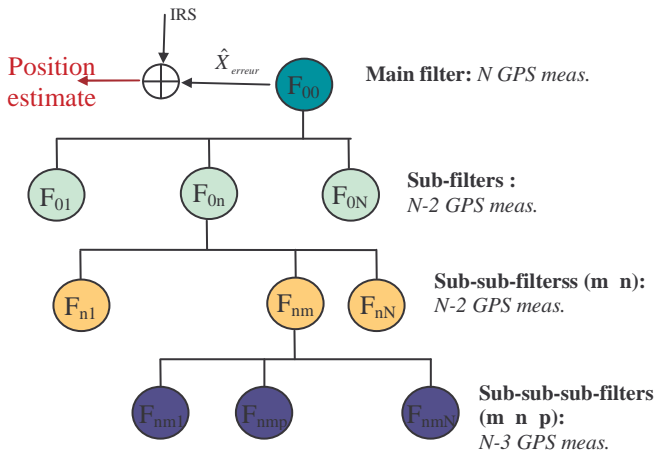 IRS
X̂ erreur
Position
estimate
F00
Main filter: N GPS meas.
F01
F0n
F0N
Sub-filters :
N-2 GPS meas.
Fn1
Fnm
FnN
Sub-sub-filterss (m n):
N-2 GPS meas.
Fnm1
Fnmp
FnmN
Sub-sub-sub-filters
(m n p):
N-3 GPS meas.